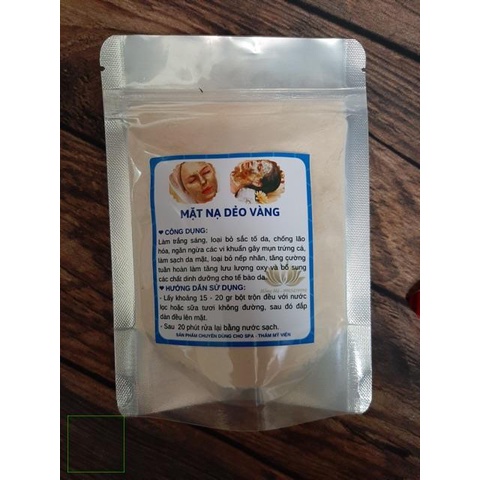 MẶT NẠ DẺO VÀNG
♥ CÔNG DỤNG:
Làm trắng sáng, loại bỏ sắc tố da, chống lão
hóa, ngăn ngừa các vi khuẩn gây mụn trứng cá,
làm sạch da mặt, loại bỏ nếp nhăn, tăng cường
tuần hoàn làm tăng lưu lượng oxy và bổ sung
các chất dinh dưỡng cho tế bào da.
♥ HƯỚNG DẪN SỬ DỤNG:
- Lấy khoảng 15 - 20 gr bột trộn đều với nước
lọc hoặc sữa tươi không đường, sau đó đắp
dàn đều lên mặt.
- Sau 20 phút rửa lại bằng nước sạch.
SẢN PHẨM CHUYÊN DÙNG CHO SPA - THẨM MỸ VIỆN